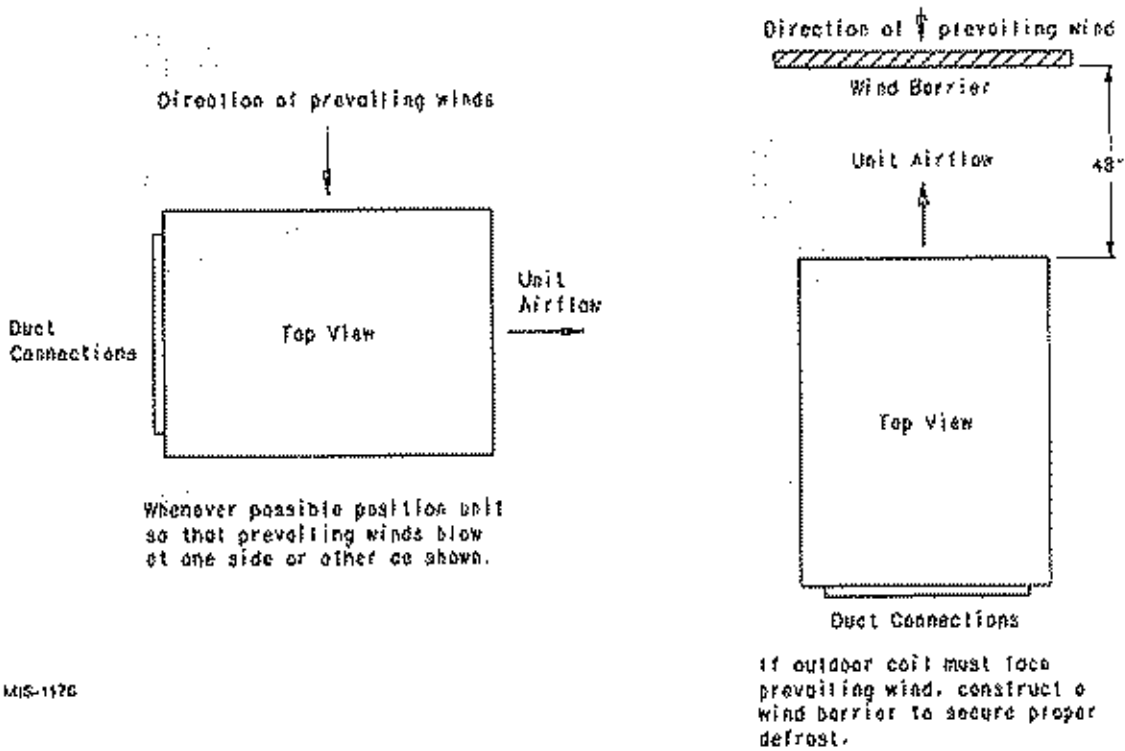 Direction of prevailing winds
Duct
Connections
Top View
Unit
Airflow
Whenever possible position unit
so that prevailing winds blow
at one side or other as shown.
MIS-1176
Direction of prevailing wind
Wind Barrier
Unit Airflow
48"
Top View
Duct Connections
If outdoor coil must face
prevailing wind, construct a
wind barrier to secure proper
defrost.